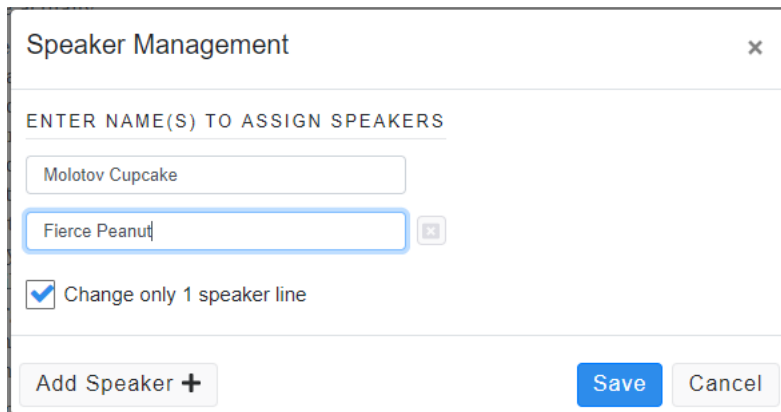 Speaker Management
ENTER NAME(S) TO ASSIGN SPEAKERS
Molotov Cupcake
Fierce Peanut
Change only 1 speaker line
Add Speaker
Save
Cancel